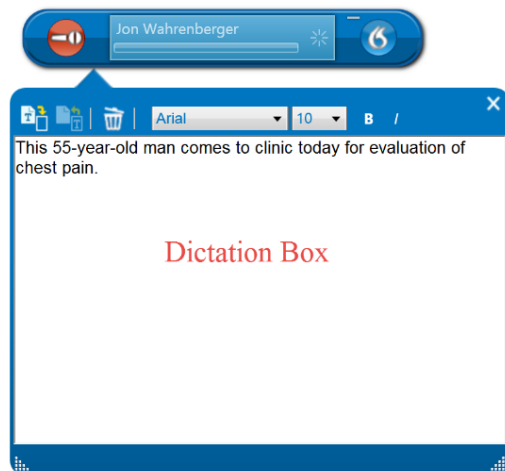 Jon Wahrenberger
Arial 10 B I
This 55-year-old man comes to clinic today for evaluation of
chest pain.
Dictation Box